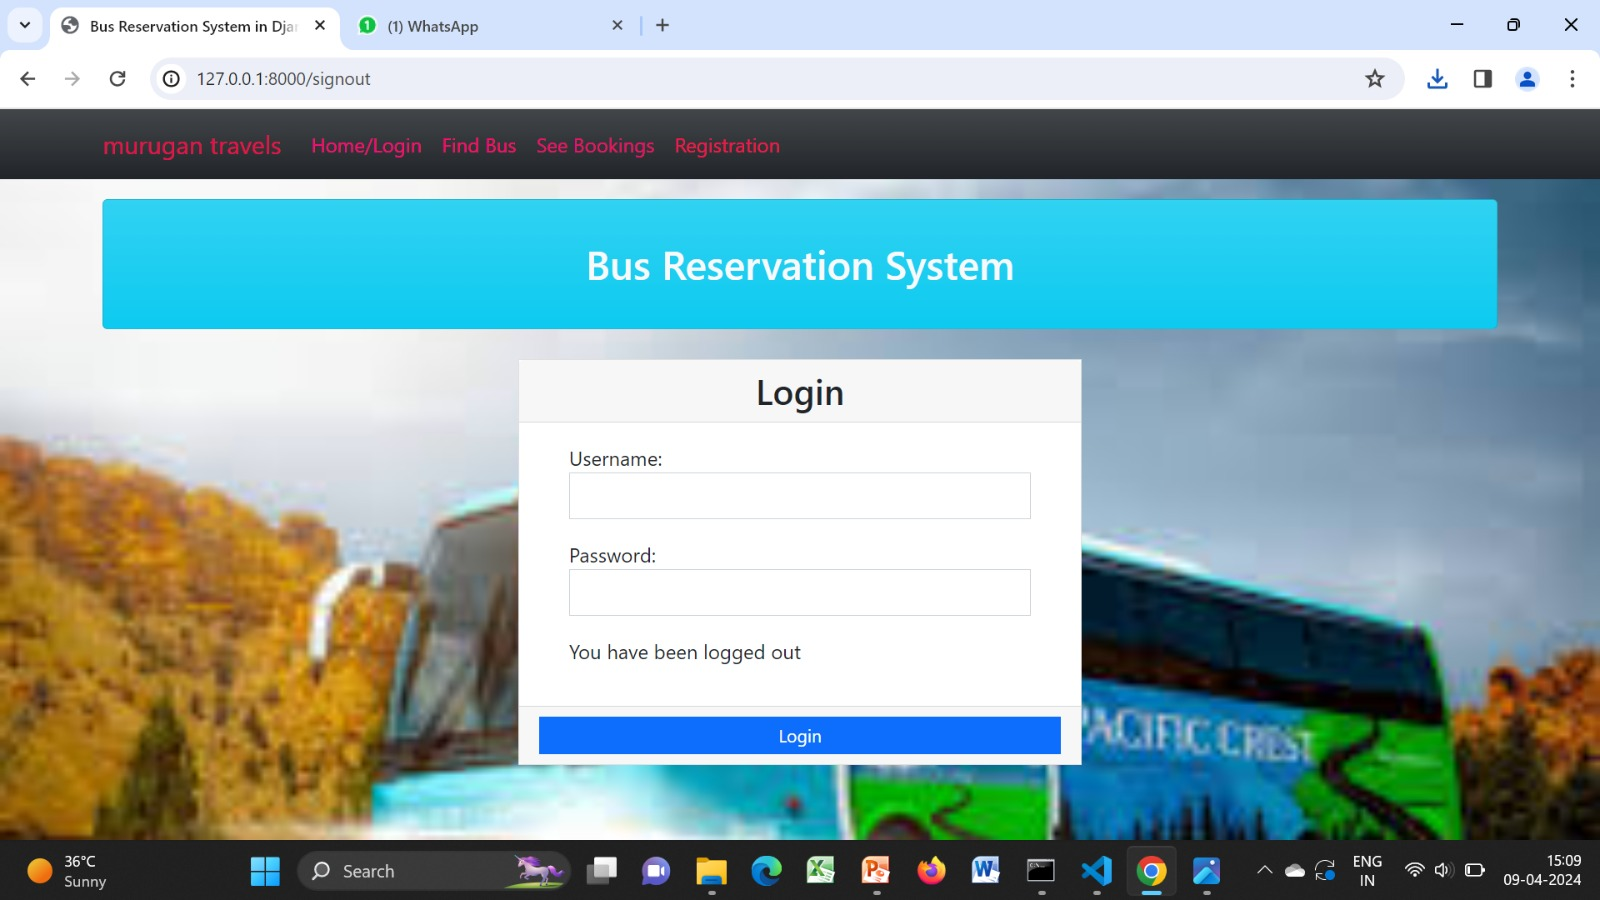 Bus Reservation System in Dja
(1) WhatsApp
127.0.0.1:8000/signout
murugan travels
Home/Login
Find Bus
See Bookings
Registration
Bus Reservation System
Login
Username:
Password:
You have been logged out
Login
PACIFIC CREST
36°C
Sunny
Search
ENG
IN
15:09
09-04-2024